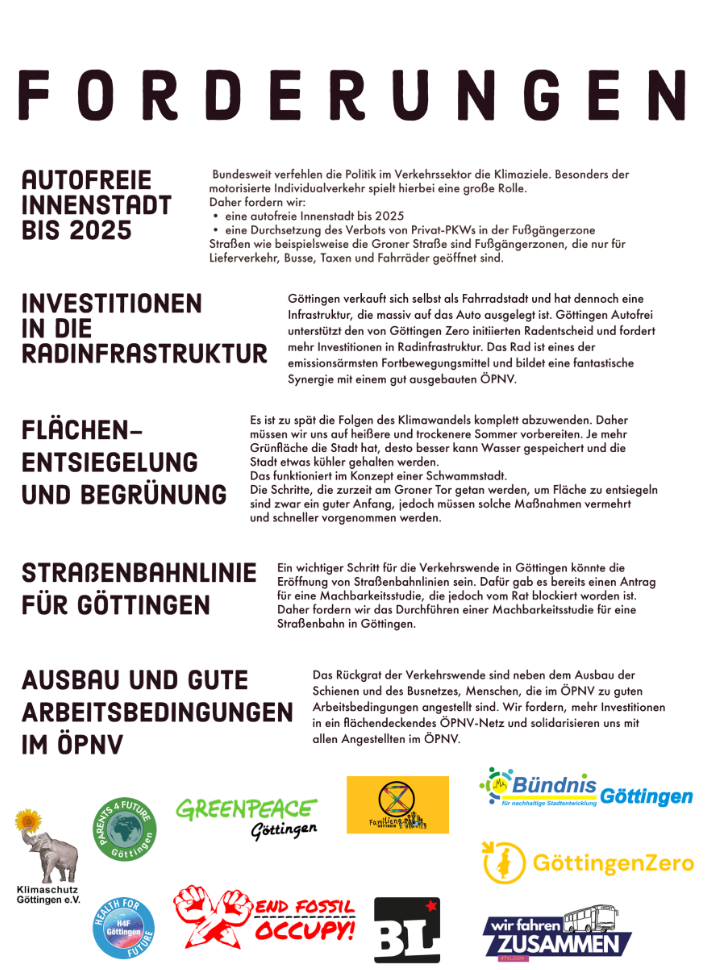 FORDERUNGEN
AUTOFREIE
INNENSTADT
BIS 2025
Bundesweit verfehlen die Politik im Verkehrssektor die Klimaziele. Besonders der
motorisierte Individualverkehr spielt hierbei eine große Rolle.
Daher fordern wir:
• eine autofreie Innenstadt bis 2025
• eine Durchsetzung des Verbots von Privat-PKWs in der Fußgängerzone
Straßen wie beispielsweise die Groner Straße sind Fußgängerzonen, die nur für
Lieferverkehr, Busse, Taxen und Fahrräder geöffnet sind.
INVESTITIONEN
IN DIE
RADINFRASTRUKTUR
Göttingen verkauft sich selbst als Fahrradstadt und hat dennoch eine
Infrastruktur, die massiv auf das Auto ausgelegt ist. Göttingen Autofrei
unterstützt den von Göttingen Zero initiierten Radentscheid und fordert
mehr Investitionen in Radinfrastruktur. Das Rad ist eines der
emissionsärmsten Fortbewegungsmittel und bildet eine fantastische
Synergie mit einem gut ausgebauten ÖPNV.
FLÄCHEN-
ENTSIEGELUNG
UND BEGRÜNUNG
Es ist zu spät die Folgen des Klimawandels komplett abzuwenden. Daher
müssen wir uns auf heißere und trockenere Sommer vorbereiten. Je mehr
Grünfläche die Stadt hat, desto besser kann Wasser gespeichert und die
Stadt etwas kühler gehalten werden.
Das funktioniert im Konzept einer Schwammstadt.
Die Schritte, die zurzeit am Groner Tor getan werden, um Fläche zu entsiegeln
sind zwar ein guter Anfang, jedoch müssen solche Maßnahmen vermehrt
und schneller vorgenommen werden.
STRAßENBAHNLINIE
FÜR GÖTTINGEN
Ein wichtiger Schritt für die Verkehrswende in Göttingen könnte die
Eröffnung von Straßenbahnlinien sein. Dafür gab es bereits einen Antrag
für eine Machbarkeitsstudie, die jedoch vom Rat blockiert worden ist.
Daher fordern wir das Durchführen einer Machbarkeitsstudie für eine
Straßenbahn in Göttingen.
AUSBAU UND GUTE
ARBEITSBEDINGUNGEN
IM ÖPNV
Das Rückgrat der Verkehrswende sind neben dem Ausbau der
Schienen und des Busnetzes, Menschen, die im ÖPNV zu guten
Arbeitsbedingungen angestellt sind. Wir fordern, mehr Investitionen
in ein flächendeckendes ÖPNV-Netz und solidarisieren uns mit
allen Angestellten im ÖPNV.
Klimaschutz
Göttingen e.V.
PARENTS 4 FUTURE
Göttingen
GREENPEACE
Göttingen
Bündnis
für nachhaltige Stadtentwicklung
Göttingen
GöttingenZero
HEALTH FOR
H4F
Göttingen
FUTURE
END FOSSIL
OCCUPY!
BL
wir fahren
ZUSAMMEN